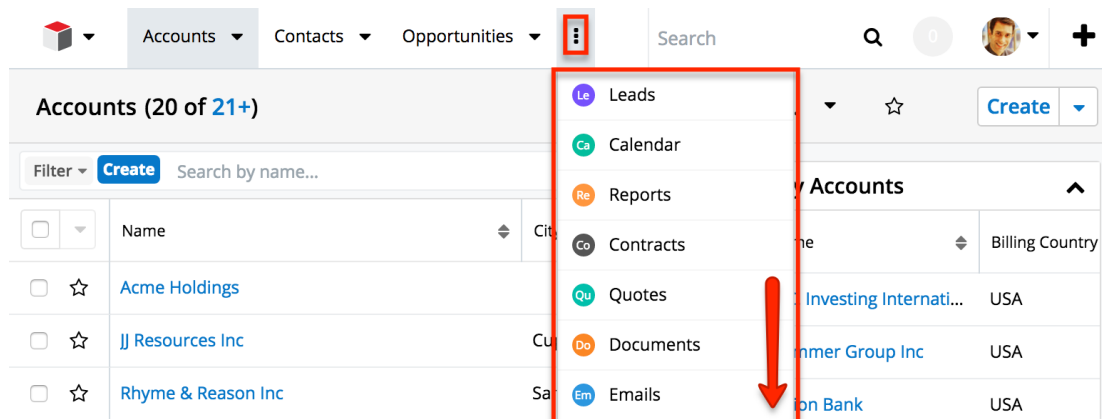 Accounts Contacts Opportunities Search 0
Accounts (20 of 21+) Create
Le Leads
Ca Calendar
Filter Create Search by name...
Re Reports
Accounts
Name
Co Contracts
Billing Country
Acme Holdings
Qu Quotes
Investing Internati... USA
JJ Resources Inc
Do Documents
Group Inc USA
Rhyme & Reason Inc
Em Emails
Bank USA